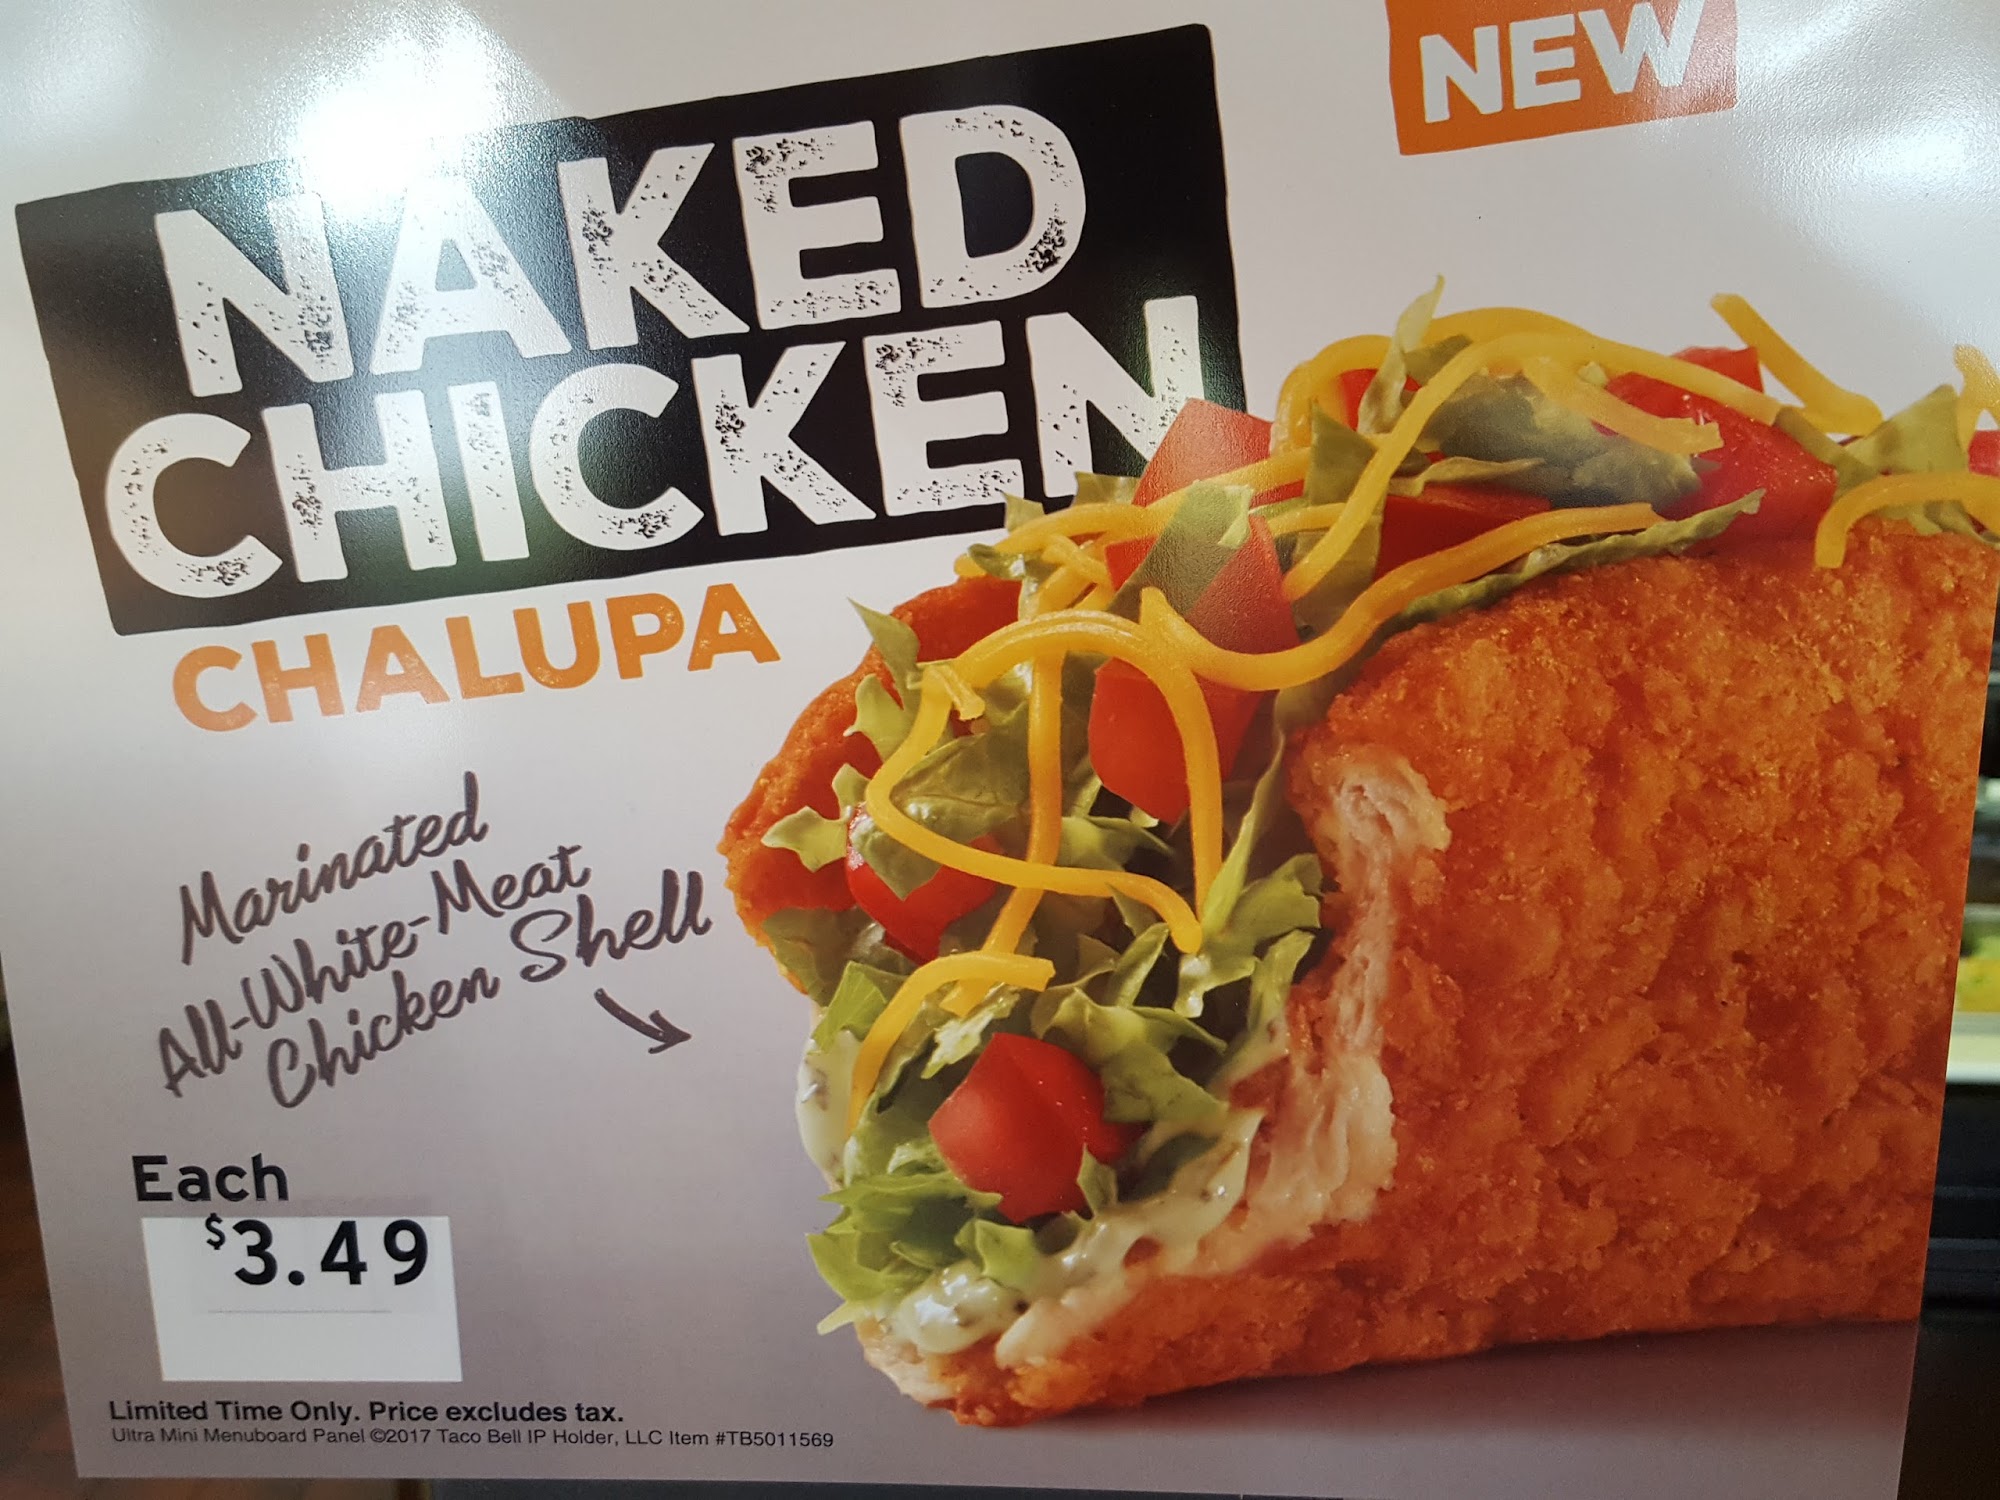 NEW
NAKED
CHICKEN
CHALUPA
Marinated
All-White-Meat
Chicken Shell
Each
$3.49
Limited Time Only. Price excludes tax.
Ultra Mini Menuboard Panel ©2017 Taco Bell IP Holder, LLC Item #TB5011569